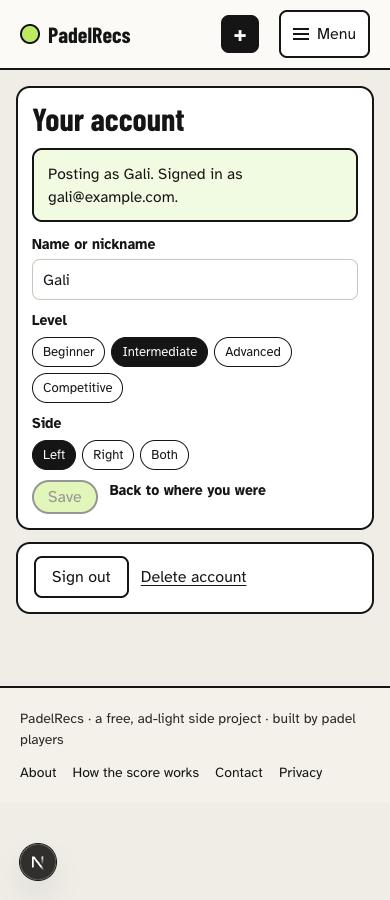 PadelRecs
+
Menu
Your account
Posting as Gali. Signed in as
gali@example.com.
Name or nickname
Gali
Level
Beginner Intermediate Advanced
Competitive
Side
Left Right Both
Save Back to where you were
Sign out Delete account
PadelRecs · a free, ad-light side project · built by padel
players
About How the score works Contact Privacy
N